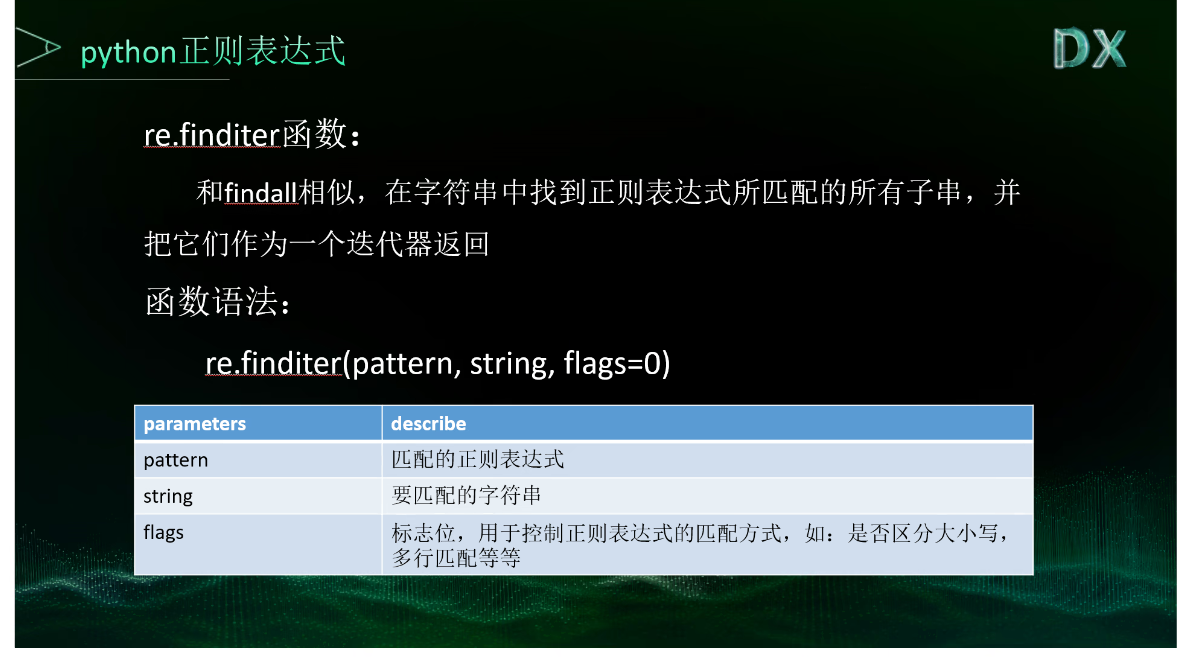 python正则表达式
DX
re.finditer函数：
和findall相似，在字符串中找到正则表达式所匹配的所有子串，并
把它们作为一个迭代器返回
函数语法：
re.finditer(pattern, string, flags=0)
parameters describe
pattern 匹配的正则表达式
string 要匹配的字符串
flags 标志位，用于控制正则表达式的匹配方式，如：是否区分大小写，
多行匹配等等